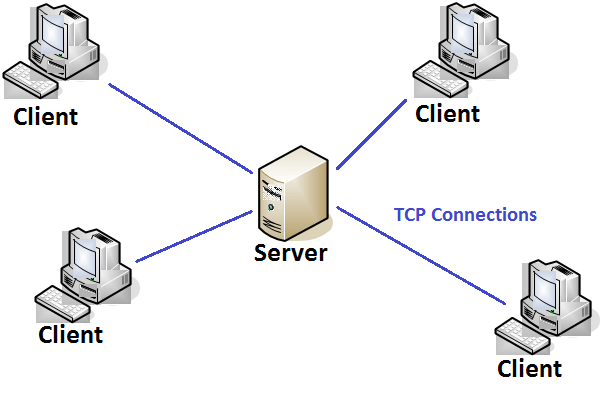 Client
Client
TCP Connections
Server
Client
Client